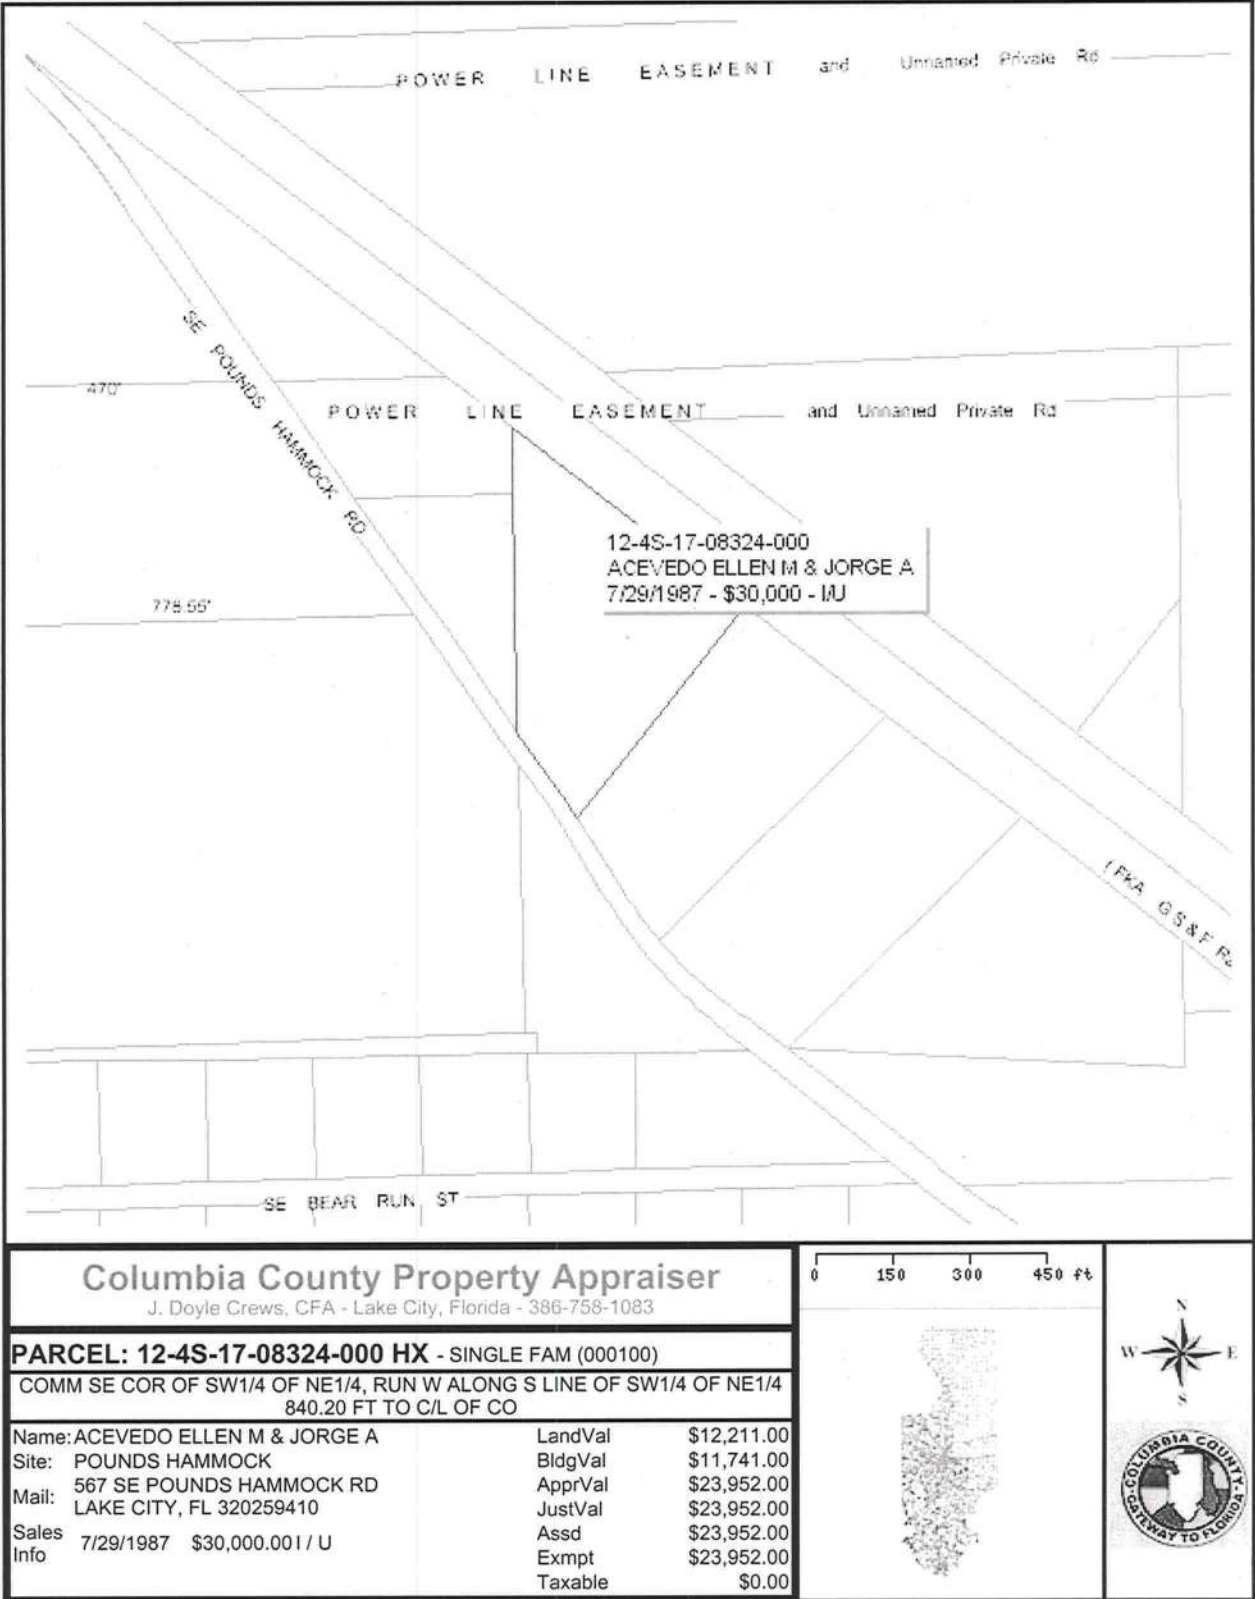 POWER LINE EASEMENT and Unnamed Private Rd
SE POUNDS HAMMOCK RD
470'
POWER LINE EASEMENT and Unnamed Private Rd
12-4S-17-08324-000
ACEVEDO ELLEN M & JORGE A
7/29/1987 - $30,000 - I/U
778.55'
( FKA G S & F
SE BEAR RUN ST
Columbia County Property Appraiser
J. Doyle Crews, CFA - Lake City, Florida - 386-758-1083
PARCEL: 12-4S-17-08324-000 HX - SINGLE FAM (000100)
COMM SE COR OF SW1/4 OF NE1/4, RUN W ALONG S LINE OF SW1/4 OF NE1/4
840.20 FT TO C/L OF CO
Name: ACEVEDO ELLEN M & JORGE A
Site: POUNDS HAMMOCK
Mail: 567 SE POUNDS HAMMOCK RD
LAKE CITY, FL 320259410
Sales Info 7/29/1987 $30,000.00 I / U
LandVal $12,211.00
BldgVal $11,741.00
ApprVal $23,952.00
JustVal $23,952.00
Assd $23,952.00
Exmpt $23,952.00
Taxable $0.00
0 150 300 450 ft
N
W E
S
COLUMBIA COUNTY
GATEWAY TO FLORIDA